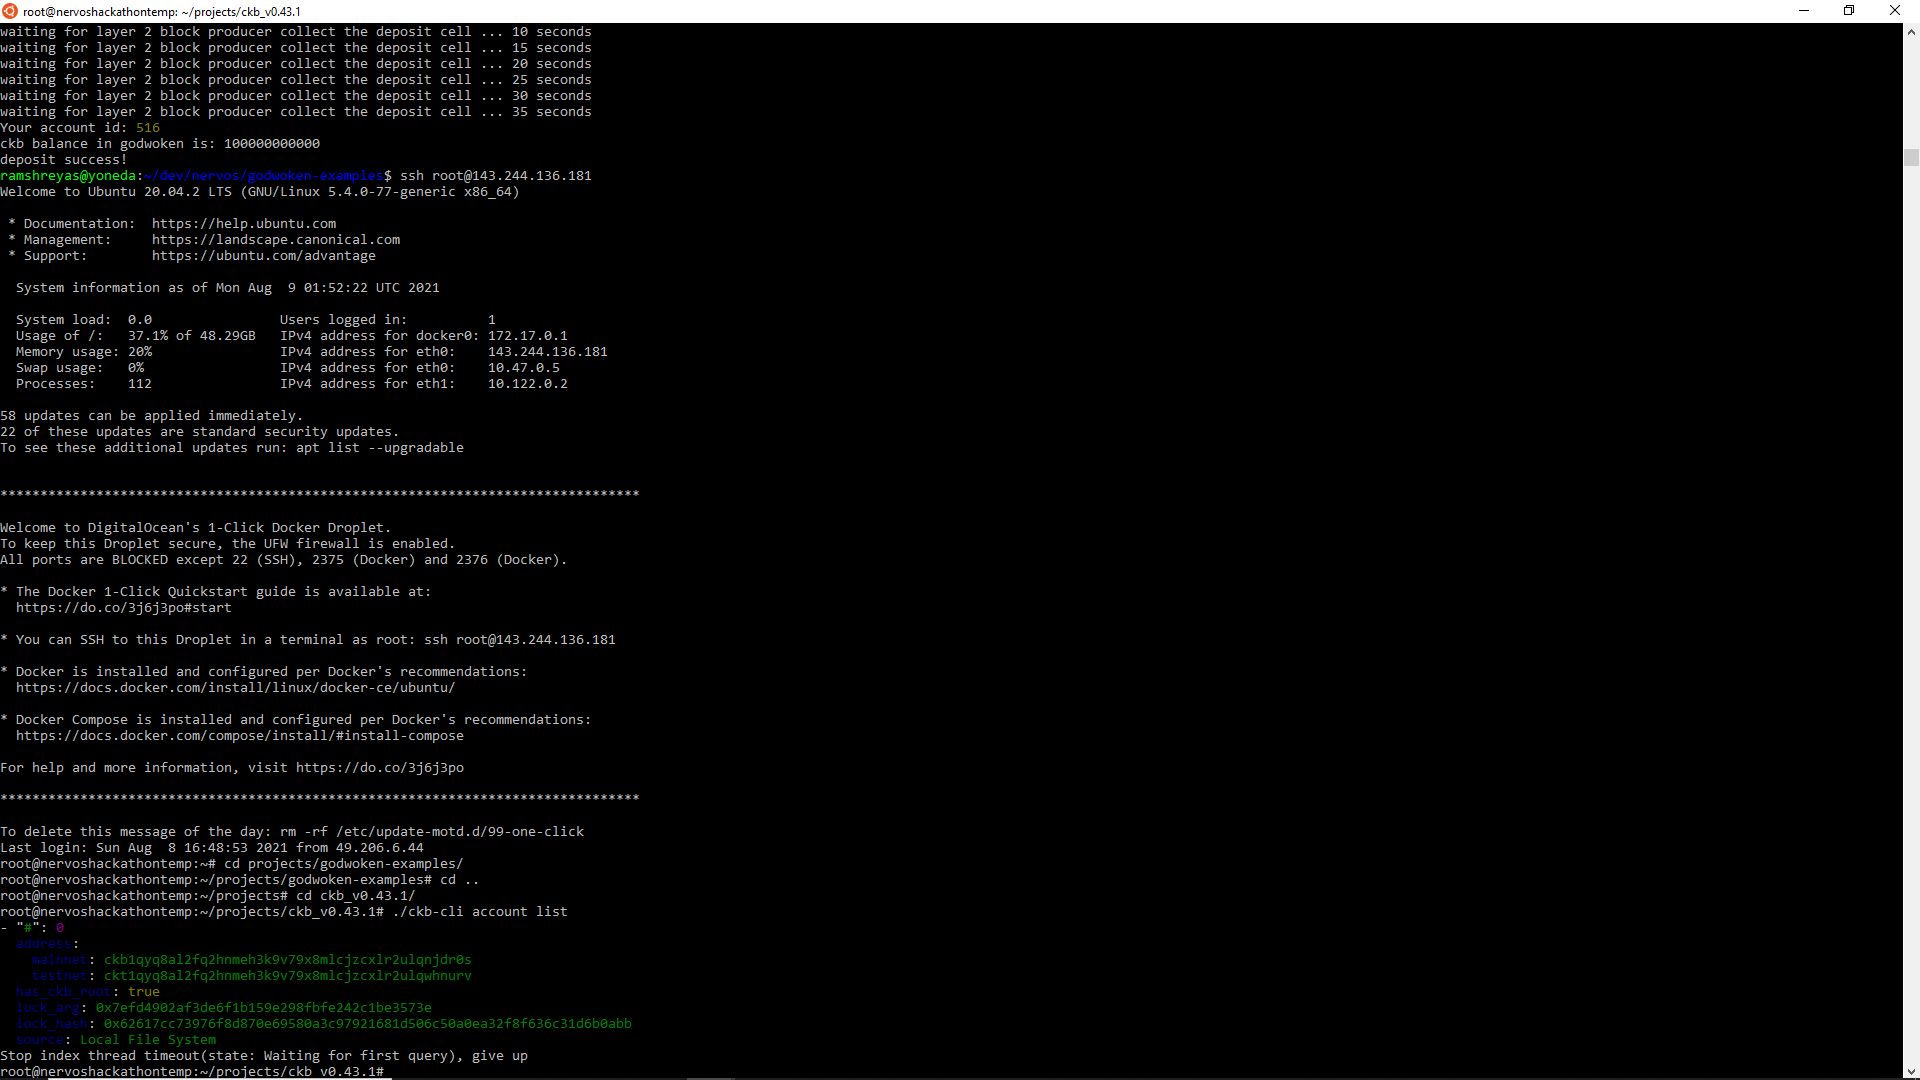 root@nervoshackathontemp: ~/projects/ckb_v0.43.1
waiting for layer 2 block producer collect the deposit cell ... 10 seconds
waiting for layer 2 block producer collect the deposit cell ... 15 seconds
waiting for layer 2 block producer collect the deposit cell ... 20 seconds
waiting for layer 2 block producer collect the deposit cell ... 25 seconds
waiting for layer 2 block producer collect the deposit cell ... 30 seconds
waiting for layer 2 block producer collect the deposit cell ... 35 seconds
Your account id: 516
ckb balance in godwoken is: 100000000000
deposit success!
ramshreyas@yoneda:~/dev/nervos/godwoken-examples$ ssh root@143.244.136.181
Welcome to Ubuntu 20.04.2 LTS (GNU/Linux 5.4.0-77-generic x86_64)
* Documentation:  https://help.ubuntu.com
* Management:     https://landscape.canonical.com
* Support:        https://ubuntu.com/advantage
System information as of Mon Aug  9 01:52:22 UTC 2021
System load:  0.0                Users logged in:          1
Usage of /:   37.1% of 48.29GB   IPv4 address for docker0: 172.17.0.1
Memory usage: 20%                IPv4 address for eth0:    143.244.136.181
Swap usage:   0%                 IPv4 address for eth0:    10.47.0.5
Processes:    112                IPv4 address for eth1:    10.122.0.2
58 updates can be applied immediately.
22 of these updates are standard security updates.
To see these additional updates run: apt list --upgradable
********************************************************************************
Welcome to DigitalOcean's 1-Click Docker Droplet.
To keep this Droplet secure, the UFW firewall is enabled.
All ports are BLOCKED except 22 (SSH), 2375 (Docker) and 2376 (Docker).
* The Docker 1-Click Quickstart guide is available at:
https://do.co/3j6j3po#start
* You can SSH to this Droplet in a terminal as root: ssh root@143.244.136.181
* Docker is installed and configured per Docker's recommendations:
https://docs.docker.com/install/linux/docker-ce/ubuntu/
* Docker Compose is installed and configured per Docker's recommendations:
https://docs.docker.com/compose/install/#install-compose
For help and more information, visit https://do.co/3j6j3po
********************************************************************************
To delete this message of the day: rm -rf /etc/update-motd.d/99-one-click
Last login: Sun Aug  8 16:48:53 2021 from 49.206.6.44
root@nervoshackathontemp:~# cd projects/godwoken-examples/
root@nervoshackathontemp:~/projects/godwoken-examples# cd ..
root@nervoshackathontemp:~/projects# cd ckb_v0.43.1/
root@nervoshackathontemp:~/projects/ckb_v0.43.1# ./ckb-cli account list
- "#": 0
address:
mainnet: ckb1qyq8al2fq2hnmeh3k9v79x8mlcjzcxlr2ulqnjdr0s
testnet: ckt1qyq8al2fq2hnmeh3k9v79x8mlcjzcxlr2ulqwhnurv
has_ckb_root: true
lock_arg: 0x7efd4902af3de6f1b159e298fbfe242c1be3573e
lock_hash: 0x62617cc73976f8d870e69580a3c97921681d506c50a0ea32f8f636c31d6b0abb
source: Local File System
Stop index thread timeout(state: Waiting for first query), give up
root@nervoshackathontemp:~/projects/ckb_v0.43.1#